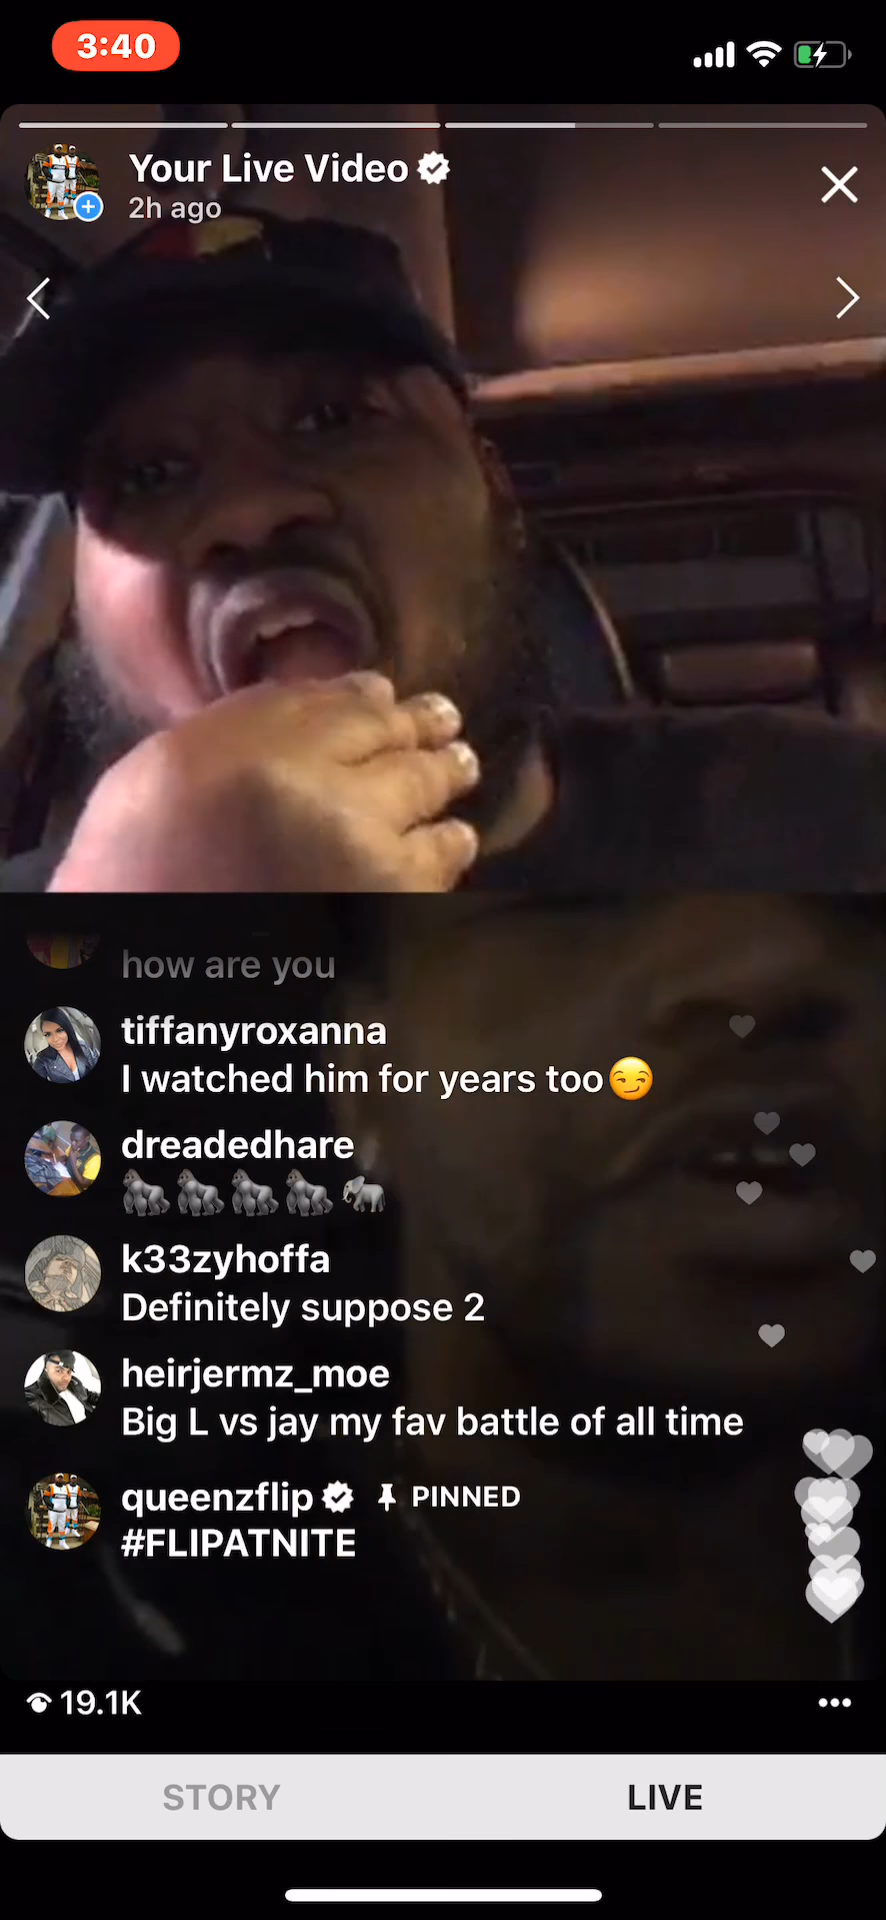 3:40
Your Live Video
2h ago
how are you
tiffanyroxanna
I watched him for years too😏
dreadedhare
🦍🦍🦍🦍🐘
k33zyhoffa
Definitely suppose 2
heirjermz_moe
Big L vs jay my fav battle of all time
queenzflip PINNED
#FLIPATNITE
19.1K
STORY LIVE